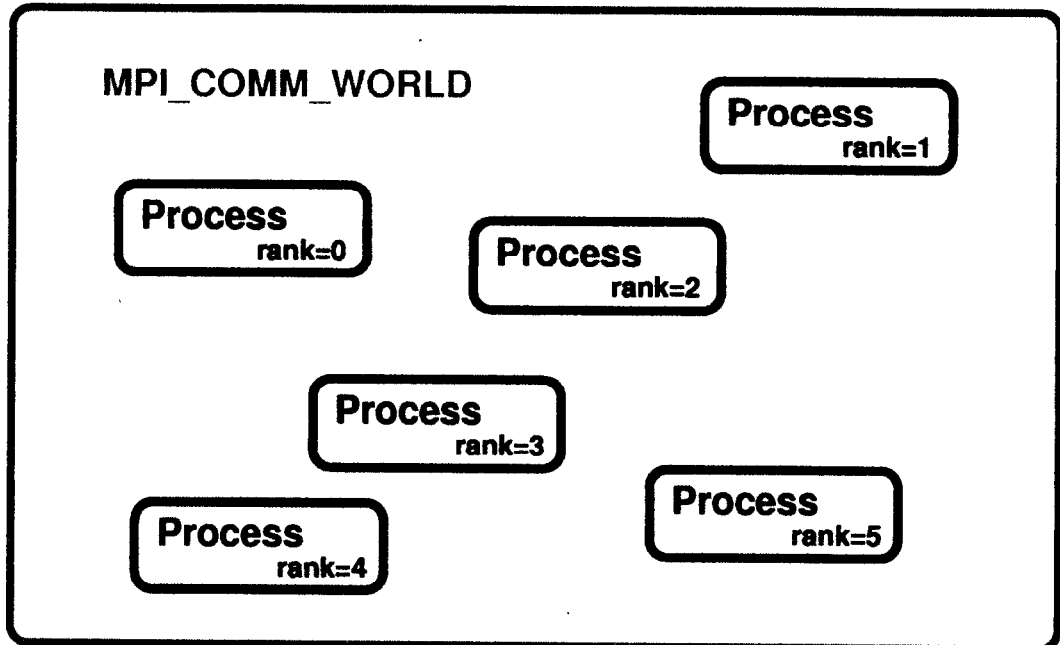 MPI_COMM_WORLD
Process
rank=1
Process
rank=0
Process
rank=2
Process
rank=3
Process
rank=5
Process
rank=4